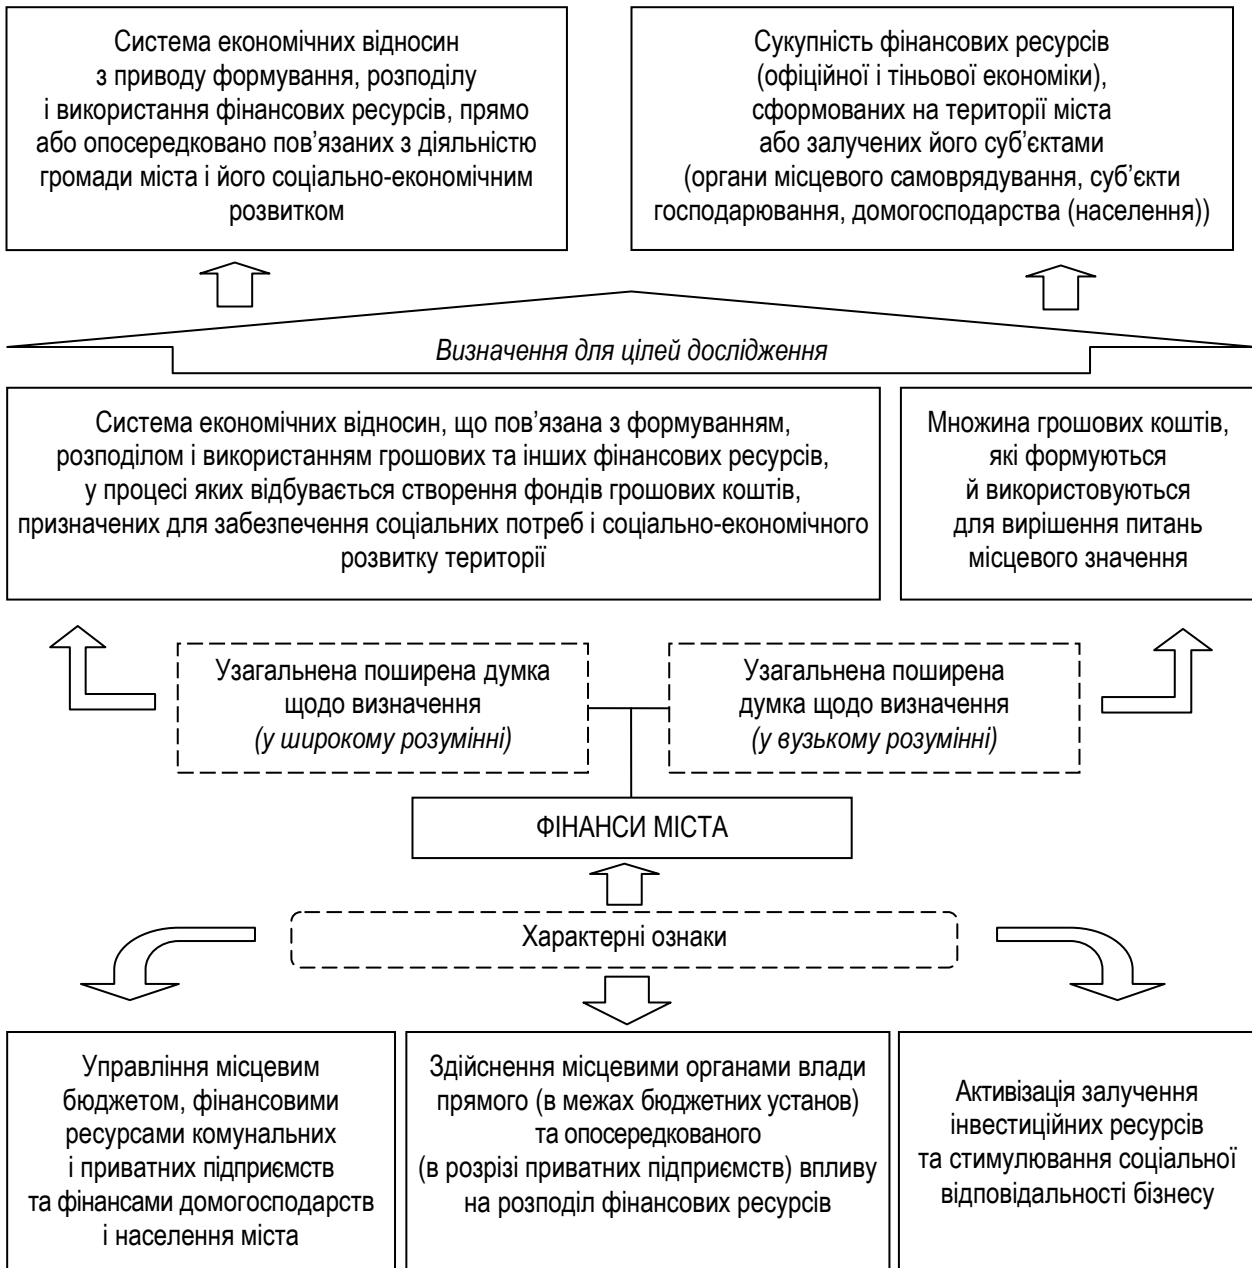 Система економічних відносин
з приводу формування, розподілу
і використання фінансових ресурсів, прямо
або опосередковано пов’язаних з діяльністю
громади міста і його соціально-економічним
розвитком
Сукупність фінансових ресурсів
(офіційної і тіньової економіки),
сформованих на території міста
або залучених його суб’єктами
(органи місцевого самоврядування, суб’єкти
господарювання, домогосподарства (населення))
Визначення для цілей дослідження
Система економічних відносин, що пов’язана з формуванням,
розподілом і використанням грошових та інших фінансових ресурсів,
у процесі яких відбувається створення фондів грошових коштів,
призначених для забезпечення соціальних потреб і соціально-економічного
розвитку території
Множина грошових коштів,
які формуються
й використовуються
для вирішення питань
місцевого значення
Узагальнена поширена думка
щодо визначення
(у широкому розумінні)
Узагальнена поширена
думка щодо визначення
(у вузькому розумінні)
ФІНАНСИ МІСТА
Характерні ознаки
Управління місцевим
бюджетом, фінансовими
ресурсами комунальних
і приватних підприємств
та фінансами домогосподарств
і населення міста
Здійснення місцевими органами влади
прямого (в межах бюджетних установ)
та опосередкованого
(в розрізі приватних підприємств) впливу
на розподіл фінансових ресурсів
Активізація залучення
інвестиційних ресурсів
та стимулювання соціальної
відповідальності бізнесу